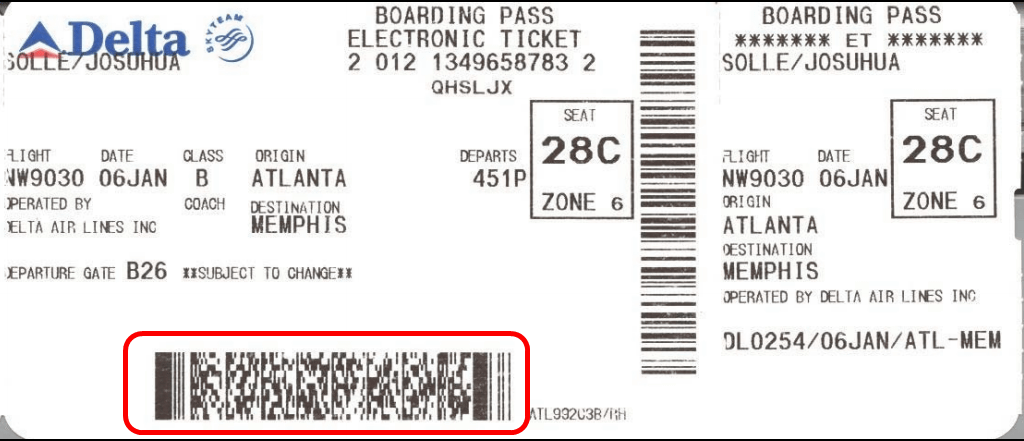 Delta
SKYTEAM
SOLLE/JOSUHUA
BOARDING PASS
ELECTRONIC TICKET
2 012 1349658783 2
QHSLJX
SEAT
28C
ZONE 6
FLIGHT DATE CLASS ORIGIN DEPARTS
NW9030 06JAN B ATLANTA 451P
OPERATED BY COACH DESTINATION
DELTA AIR LINES INC MEMPHIS
DEPARTURE GATE B26 **SUBJECT TO CHANGE**
BOARDING PASS
******* ET *******
SOLLE/JOSUHUA
SEAT
28C
ZONE 6
FLIGHT DATE
NW9030 06JAN
ORIGIN
ATLANTA
DESTINATION
MEMPHIS
OPERATED BY DELTA AIR LINES INC
DL0254/06JAN/ATL-MEM